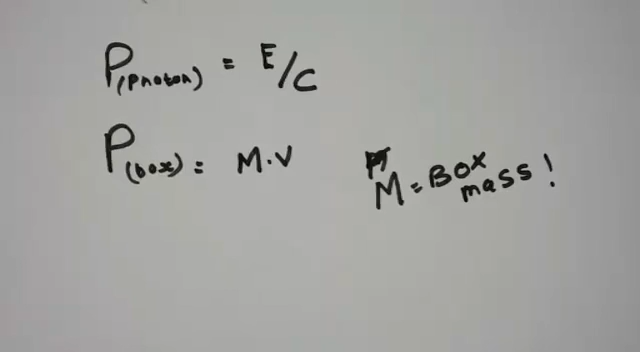 P(Photon) = E/C
P(box) = M.V
M = BOX
mass!